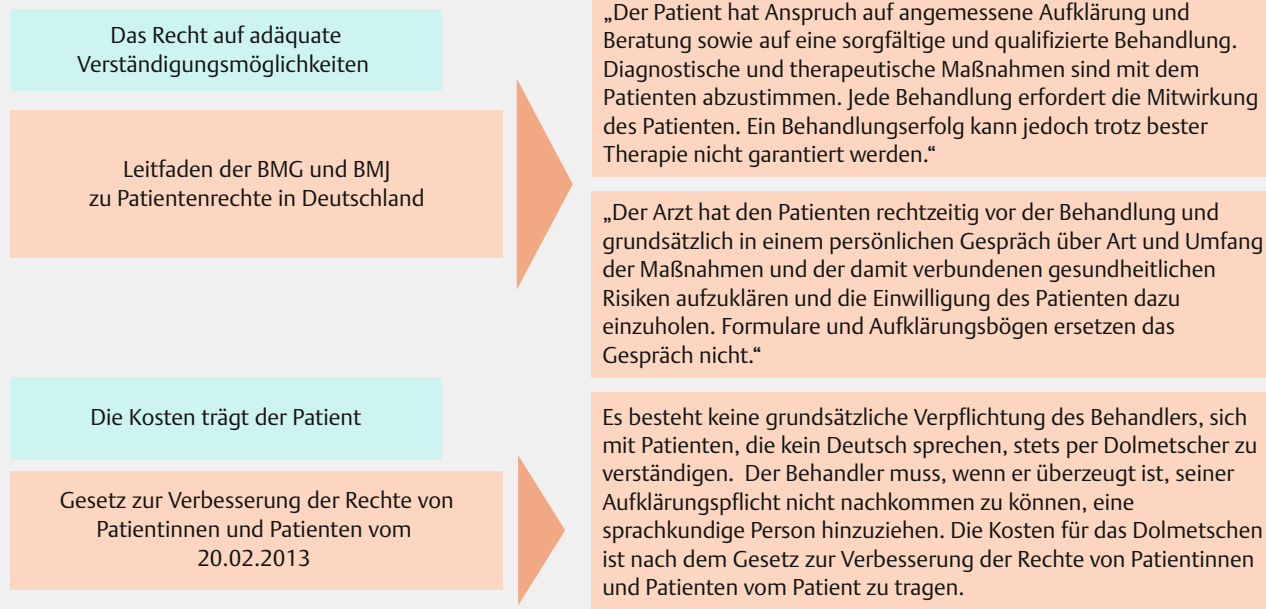 Das Recht auf adäquate
Verständigungsmöglichkeiten
Leitfaden der BMG und BMJ
zu Patientenrechte in Deutschland
„Der Patient hat Anspruch auf angemessene Aufklärung und
Beratung sowie auf eine sorgfältige und qualifizierte Behandlung.
Diagnostische und therapeutische Maßnahmen sind mit dem
Patienten abzustimmen. Jede Behandlung erfordert die Mitwirkung
des Patienten. Ein Behandlungserfolg kann jedoch trotz bester
Therapie nicht garantiert werden.“
„Der Arzt hat den Patienten rechtzeitig vor der Behandlung und
grundsätzlich in einem persönlichen Gespräch über Art und Umfang
der Maßnahmen und der damit verbundenen gesundheitlichen
Risiken aufzuklären und die Einwilligung des Patienten dazu
einzuholen. Formulare und Aufklärungsbögen ersetzen das
Gespräch nicht.“
Die Kosten trägt der Patient
Gesetz zur Verbesserung der Rechte von
Patientinnen und Patienten vom
20.02.2013
Es besteht keine grundsätzliche Verpflichtung des Behandlers, sich
mit Patienten, die kein Deutsch sprechen, stets per Dolmetscher zu
verständigen. Der Behandler muss, wenn er überzeugt ist, seiner
Aufklärungspflicht nicht nachkommen zu können, eine
sprachkundige Person hinzuziehen. Die Kosten für das Dolmetschen
ist nach dem Gesetz zur Verbesserung der Rechte von Patientinnen
und Patienten vom Patient zu tragen.